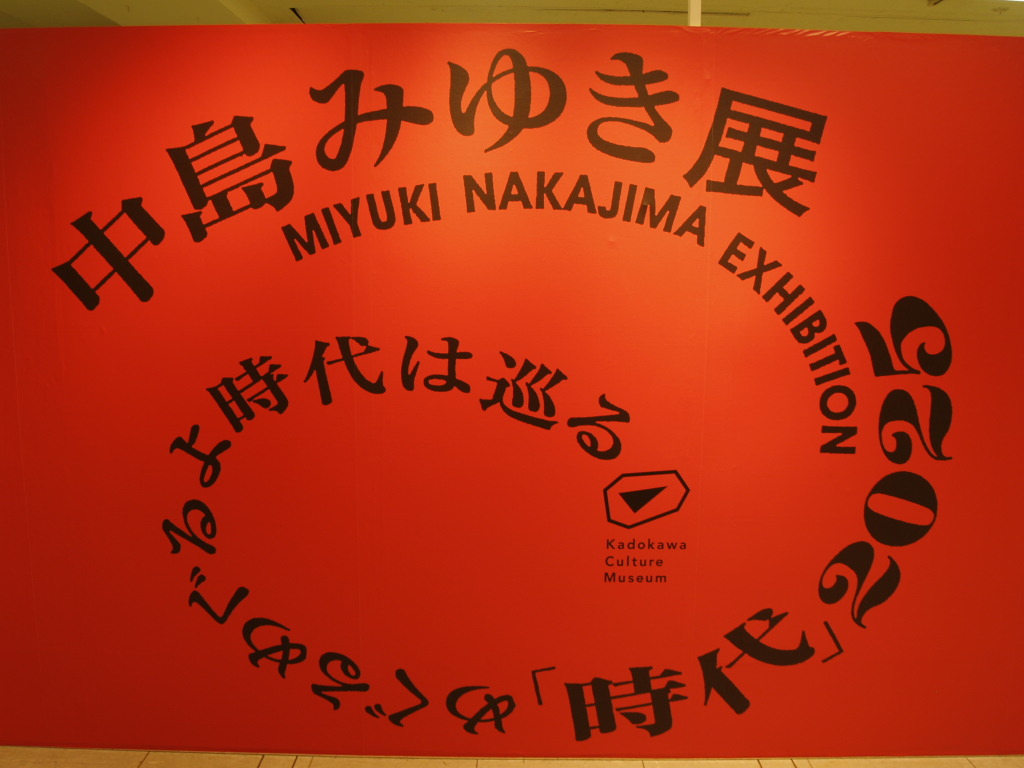 中島みゆき展
MIYUKI NAKAJIMA EXHIBITION
「時代」2025
めぐるめぐるよ時代は巡る
Kadokawa
Culture
Museum